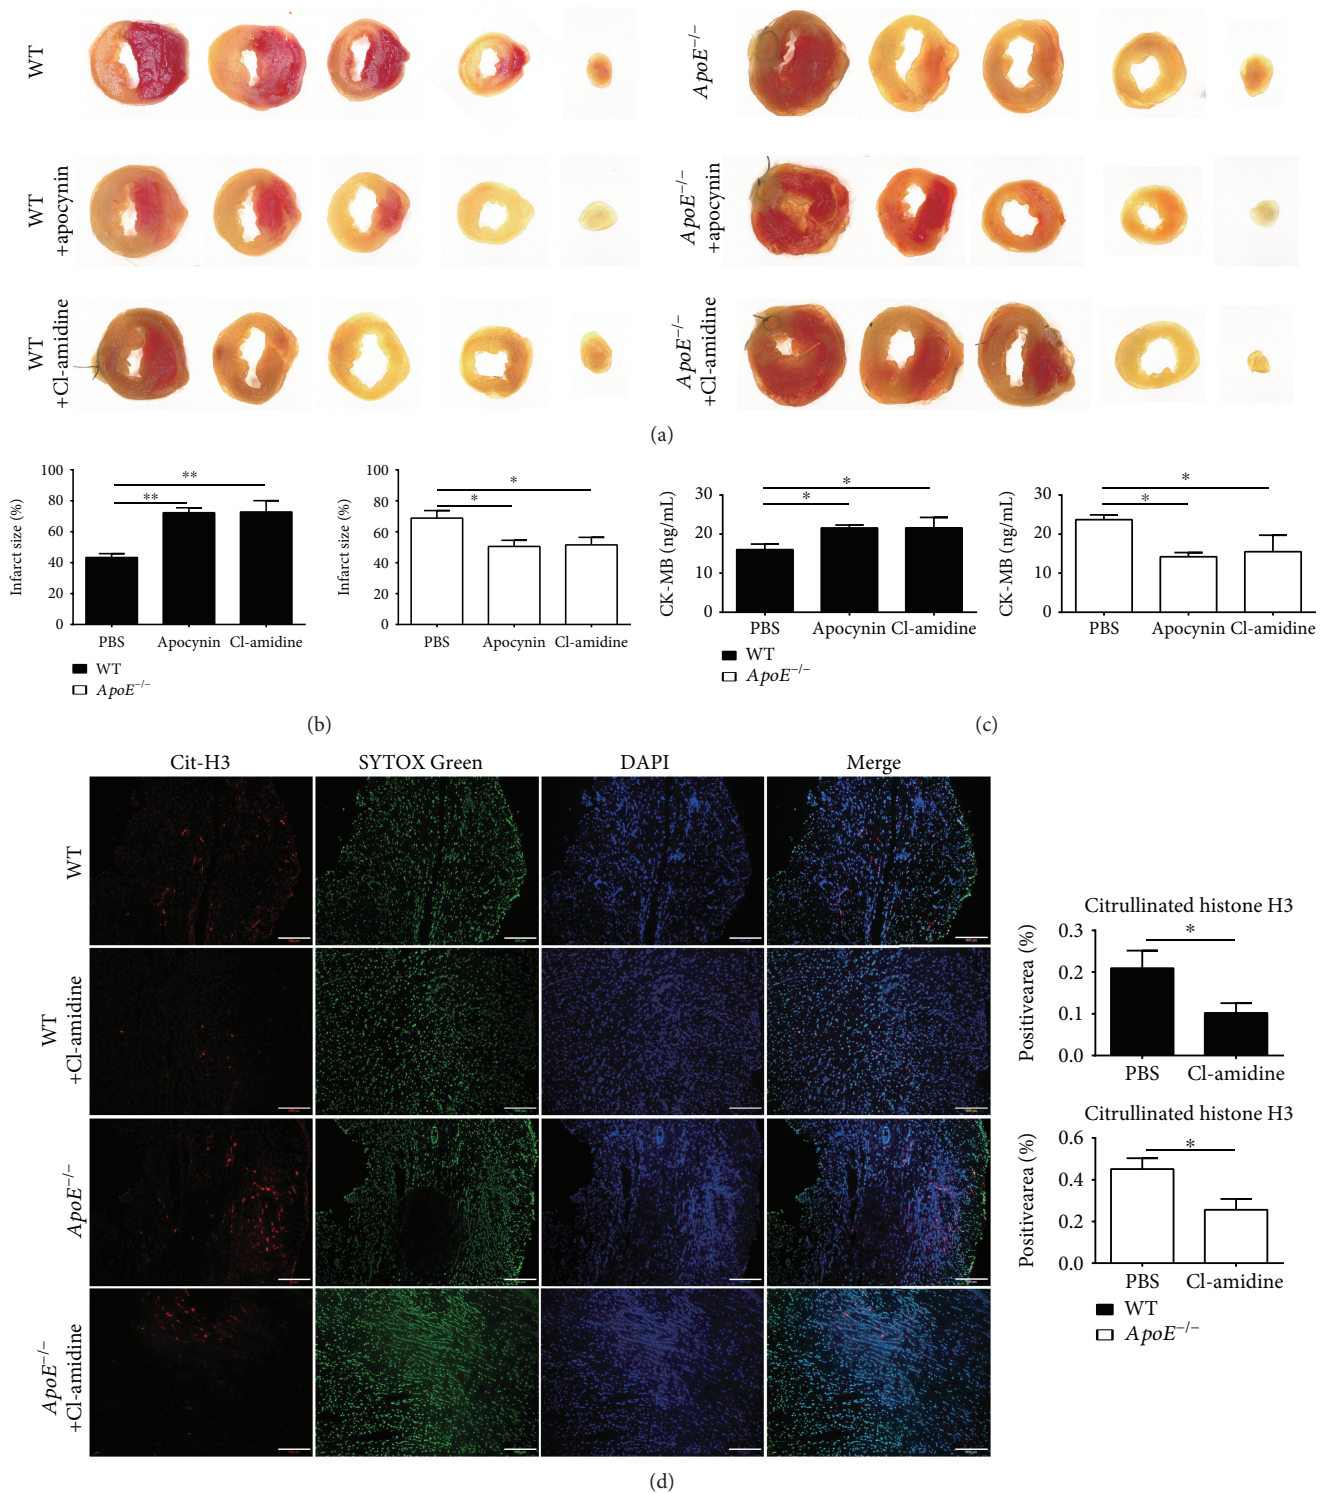 WT
ApoE−/−
WT
+apocynin
ApoE−/−
+apocynin
WT
+Cl-amidine
ApoE−/−
+Cl-amidine
(a)
Infarct size (%)
100
80
60
40
20
0
**
**
PBS
Apocynin
Cl-amidine
WT
ApoE−/−
Infarct size (%)
100
80
60
40
20
0
*
*
PBS
Apocynin
Cl-amidine
(b)
CK-MB (ng/mL)
30
20
10
0
*
*
PBS
Apocynin
Cl-amidine
WT
ApoE−/−
CK-MB (ng/mL)
30
20
10
0
*
*
PBS
Apocynin
Cl-amidine
(c)
Cit-H3
SYTOX Green
DAPI
Merge
WT
WT
+Cl-amidine
ApoE−/−
ApoE−/−
+Cl-amidine
Citrullinated histone H3
Positivearea (%)
0.3
0.2
0.1
0.0
*
PBS
Cl-amidine
Citrullinated histone H3
Positivearea (%)
0.6
0.4
0.2
0.0
*
PBS
Cl-amidine
WT
ApoE−/−
(d)